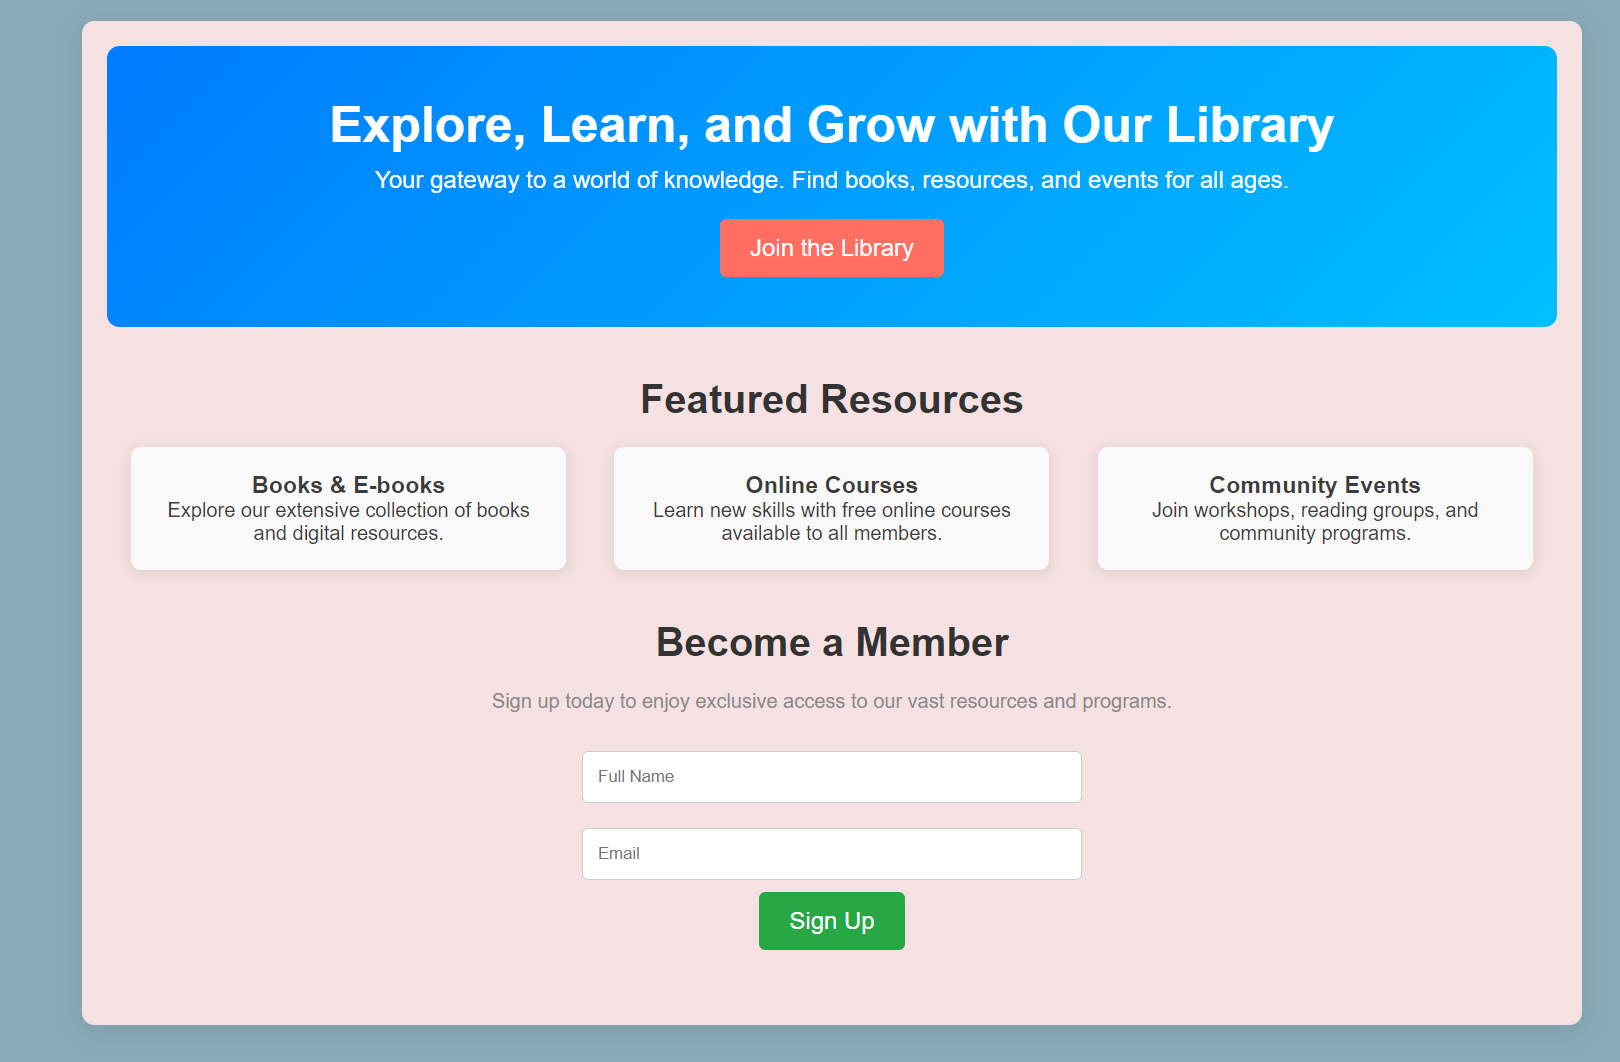 Explore, Learn, and Grow with Our Library
Your gateway to a world of knowledge. Find books, resources, and events for all ages.
Join the Library
Featured Resources
Books & E-books
Explore our extensive collection of books
and digital resources.
Online Courses
Learn new skills with free online courses
available to all members.
Community Events
Join workshops, reading groups, and
community programs.
Become a Member
Sign up today to enjoy exclusive access to our vast resources and programs.
Full Name
Email
Sign Up